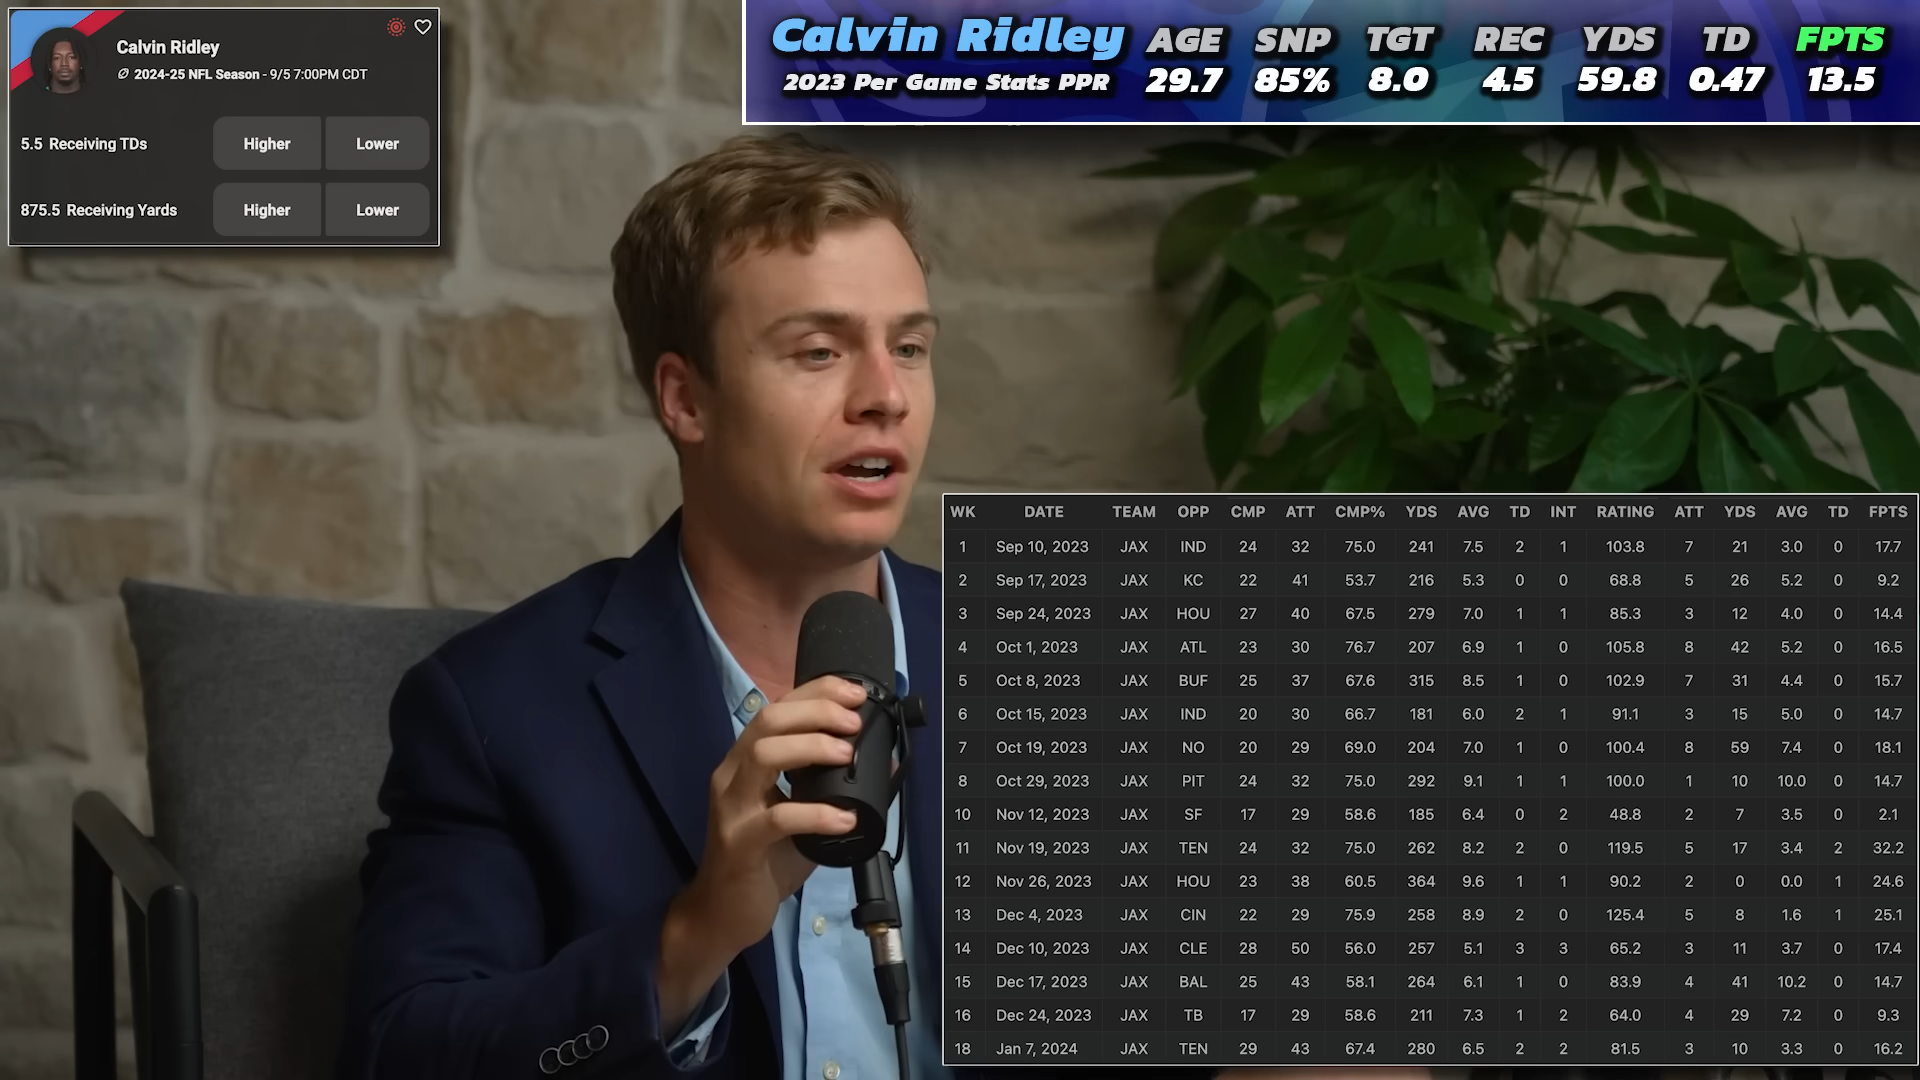 Calvin Ridley
2024-25 NFL Season - 9/5 7:00PM CDT
5.5 Receiving TDs Higher Lower
875.5 Receiving Yards Higher Lower
Calvin Ridley AGE SNP TGT REC YDS TD FPTS
2023 Per Game Stats PPR 29.7 85% 8.0 4.5 59.8 0.47 13.5
WK DATE TEAM OPP CMP ATT CMP% YDS AVG TD INT RATING ATT YDS AVG TD FPTS
1 Sep 10, 2023 JAX IND 24 32 75.0 241 7.5 2 1 103.8 7 21 3.0 0 17.7
2 Sep 17, 2023 JAX KC 22 41 53.7 216 5.3 0 0 68.8 5 26 5.2 0 9.2
3 Sep 24, 2023 JAX HOU 27 40 67.5 279 7.0 1 1 85.3 3 12 4.0 0 14.4
4 Oct 1, 2023 JAX ATL 23 30 76.7 207 6.9 1 0 105.8 8 42 5.2 0 16.5
5 Oct 8, 2023 JAX BUF 25 37 67.6 315 8.5 1 0 102.9 7 31 4.4 0 15.7
6 Oct 15, 2023 JAX IND 20 30 66.7 181 6.0 2 1 91.1 3 15 5.0 0 14.7
7 Oct 19, 2023 JAX NO 20 29 69.0 204 7.0 1 0 100.4 8 59 7.4 0 18.1
8 Oct 29, 2023 JAX PIT 24 32 75.0 292 9.1 1 1 100.0 1 10 10.0 0 14.7
10 Nov 12, 2023 JAX SF 17 29 58.6 185 6.4 0 2 48.8 2 7 3.5 0 2.1
11 Nov 19, 2023 JAX TEN 24 32 75.0 262 8.2 2 0 119.5 5 17 3.4 2 32.2
12 Nov 26, 2023 JAX HOU 23 38 60.5 364 9.6 1 1 90.2 2 0 0.0 1 24.6
13 Dec 4, 2023 JAX CIN 22 29 75.9 258 8.9 2 0 125.4 5 8 1.6 1 25.1
14 Dec 10, 2023 JAX CLE 28 50 56.0 257 5.1 3 3 65.2 3 11 3.7 0 17.4
15 Dec 17, 2023 JAX BAL 25 43 58.1 264 6.1 1 0 83.9 4 41 10.2 0 14.7
16 Dec 24, 2023 JAX TB 17 29 58.6 211 7.3 1 2 64.0 4 29 7.2 0 9.3
18 Jan 7, 2024 JAX TEN 29 43 67.4 280 6.5 2 2 81.5 3 10 3.3 0 16.2